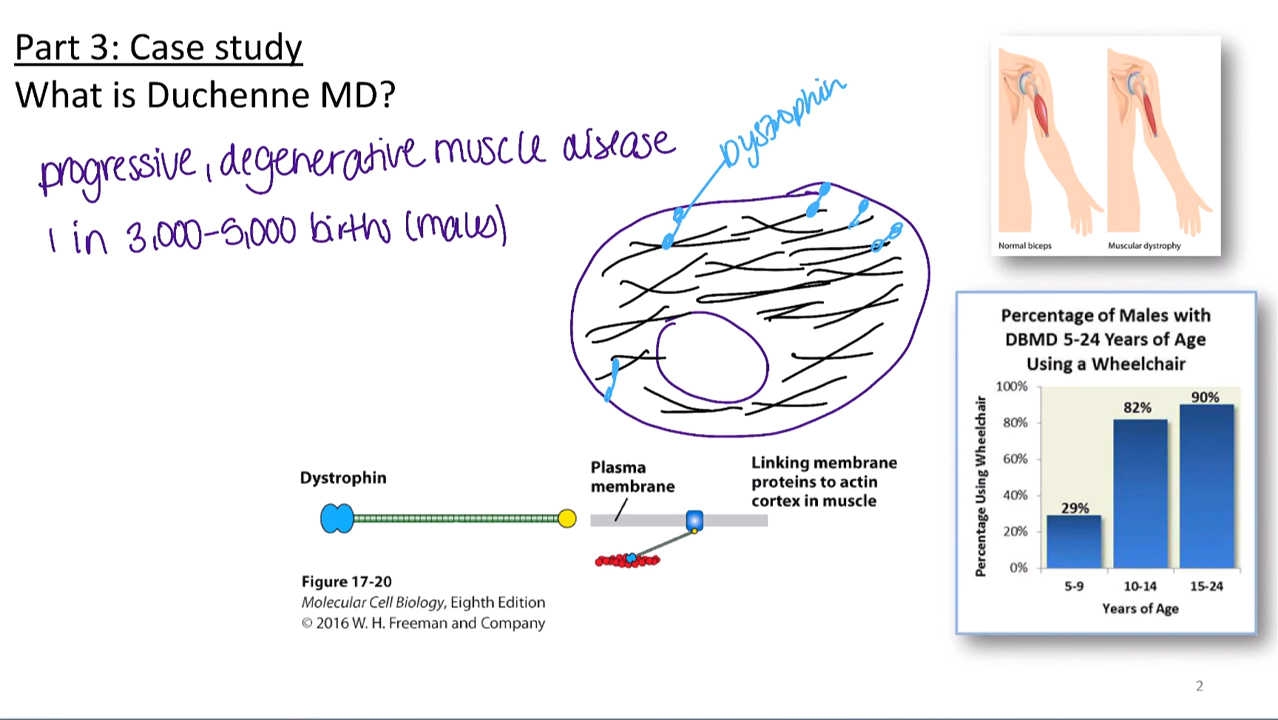 Part 3: Case study
What is Duchenne MD?
progressive, degenerative muscle disease
1 in 3,000-5,000 births (males)
Dystrophin
Normal biceps
Muscular dystrophy
Percentage of Males with
DBMD 5-24 Years of Age
Using a Wheelchair
Percentage Using Wheelchair
100%
80%
60%
40%
20%
0%
29%
82%
90%
5-9
10-14
15-24
Years of Age
Dystrophin
Plasma
membrane
Linking membrane
proteins to actin
cortex in muscle
Figure 17-20
Molecular Cell Biology, Eighth Edition
© 2016 W. H. Freeman and Company
2